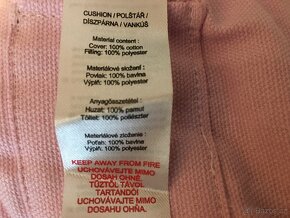 CUSHION / POLŠTÁŘ /
DÍSZPÁRNA / VANKÚŠ
Material content:
Cover: 100% cotton
Filling: 100% polyester
Materiálové složení:
Povlak: 100% bavlna
Výplň: 100% polyester
Anyagösszetétel:
Huzat: 100% pamut
Töltet: 100% poliészter
Materiálové zloženie:
Poťah: 100% bavlna
Výplň: 100% polyester
KEEP AWAY FROM FIRE
UCHOVÁVEJTE MIMO
DOSAH OHNĚ
TŰZTŐL TÁVOL
TARTANDÓ!
UCHOVÁVAJTE MIMO
DOSAHU OHŇA.